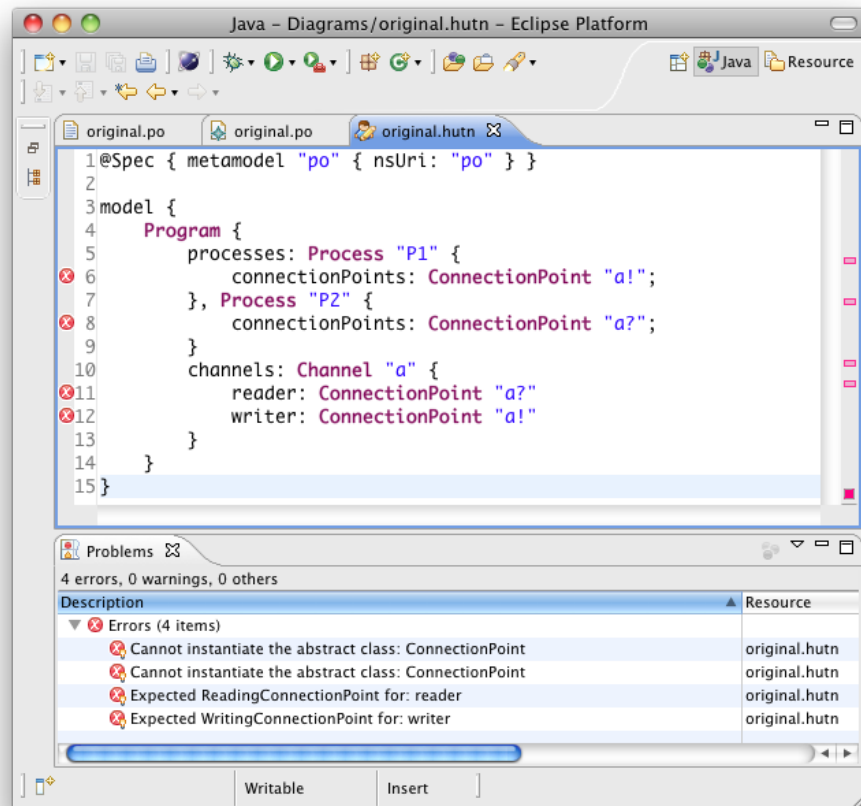 Java – Diagrams/original.hutn – Eclipse Platform
Java Resource
original.po original.po original.hutn
1 @Spec { metamodel "po" { nsUri: "po" } }
2
3 model {
4     Program {
5         processes: Process "P1" {
6             connectionPoints: ConnectionPoint "a!";
7         }, Process "P2" {
8             connectionPoints: ConnectionPoint "a?";
9         }
10         channels: Channel "a" {
11             reader: ConnectionPoint "a?"
12             writer: ConnectionPoint "a!"
13         }
14     }
15 }
Problems
4 errors, 0 warnings, 0 others
Description Resource
Errors (4 items)
Cannot instantiate the abstract class: ConnectionPoint original.hutn
Cannot instantiate the abstract class: ConnectionPoint original.hutn
Expected ReadingConnectionPoint for: reader original.hutn
Expected WritingConnectionPoint for: writer original.hutn
Writable Insert